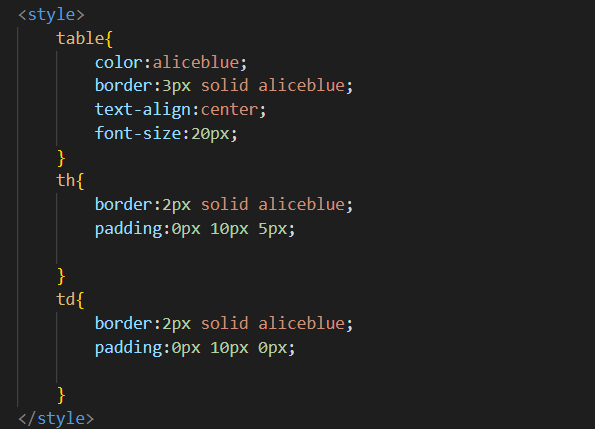 <style>
table{
color:aliceblue;
border:3px solid aliceblue;
text-align:center;
font-size:20px;
}
th{
border:2px solid aliceblue;
padding:0px 10px 5px;
}
td{
border:2px solid aliceblue;
padding:0px 10px 0px;
}
</style>